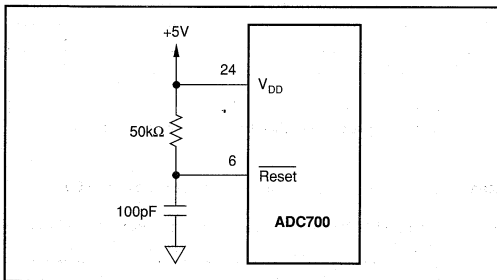 +5V
24
V_DD
50kΩ
6
Reset
100pF
ADC700